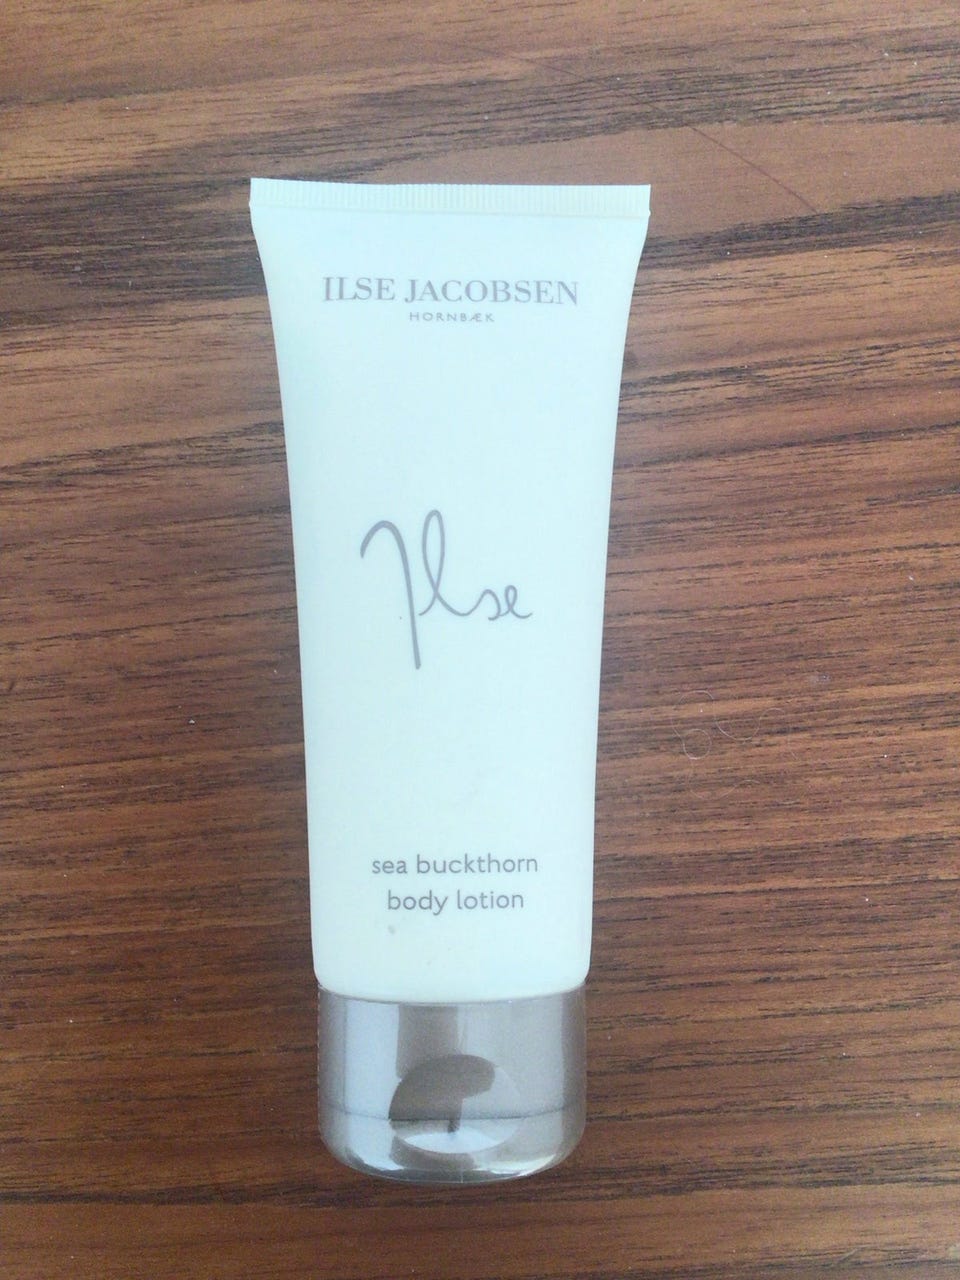 ILSE JACOBSEN
HORNBÆK
Ilse
sea buckthorn
body lotion